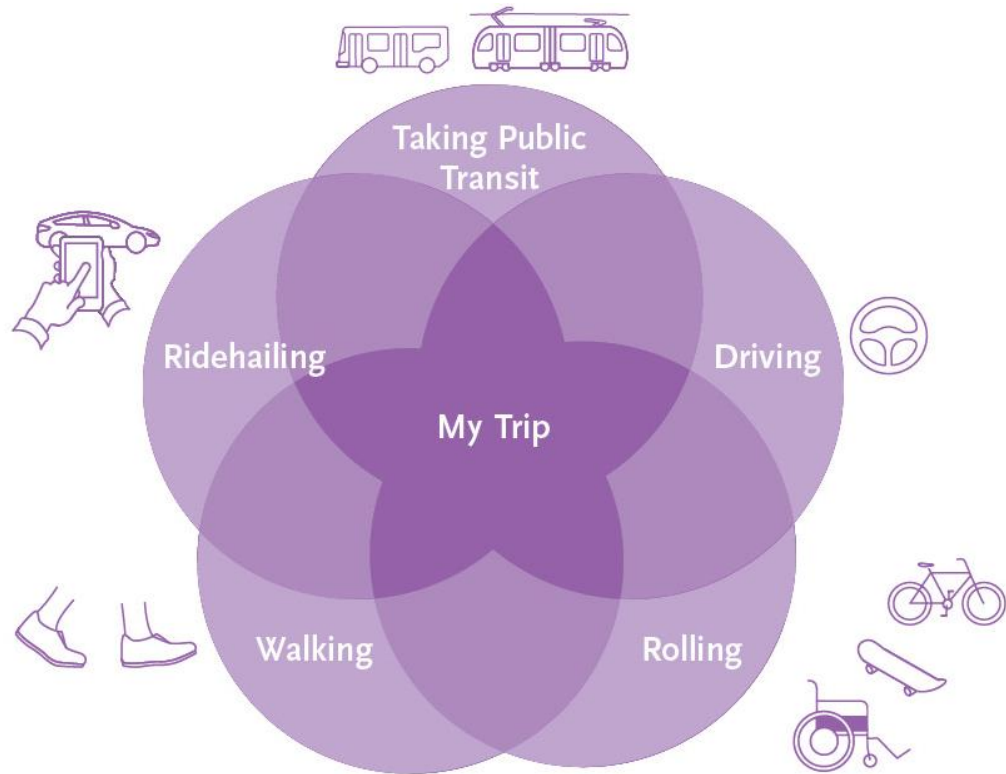 Taking Public
Transit
Ridehailing
Driving
My Trip
Walking
Rolling